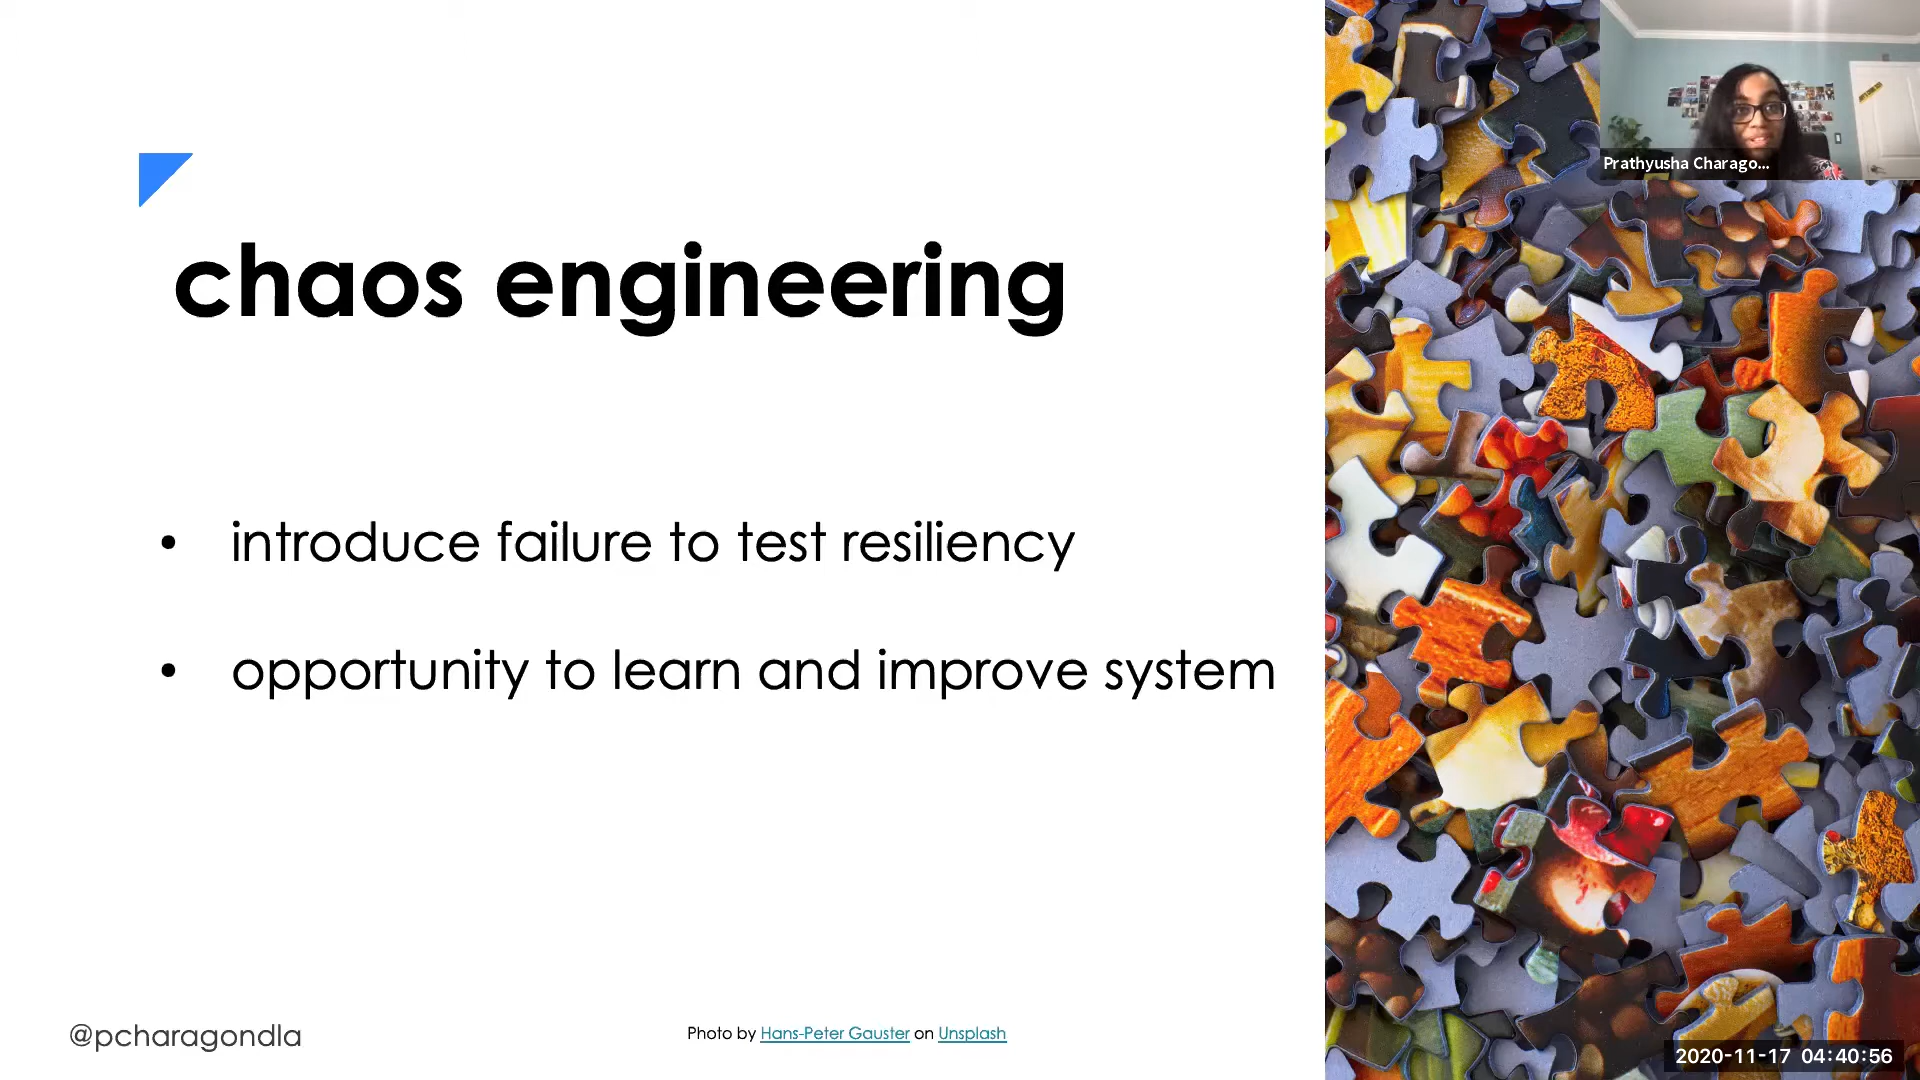 Prathyusha Charago...
chaos engineering
• introduce failure to test resiliency
• opportunity to learn and improve system
@pcharagondla
Photo by Hans-Peter Gauster on Unsplash
2020-11-17 04:40:56